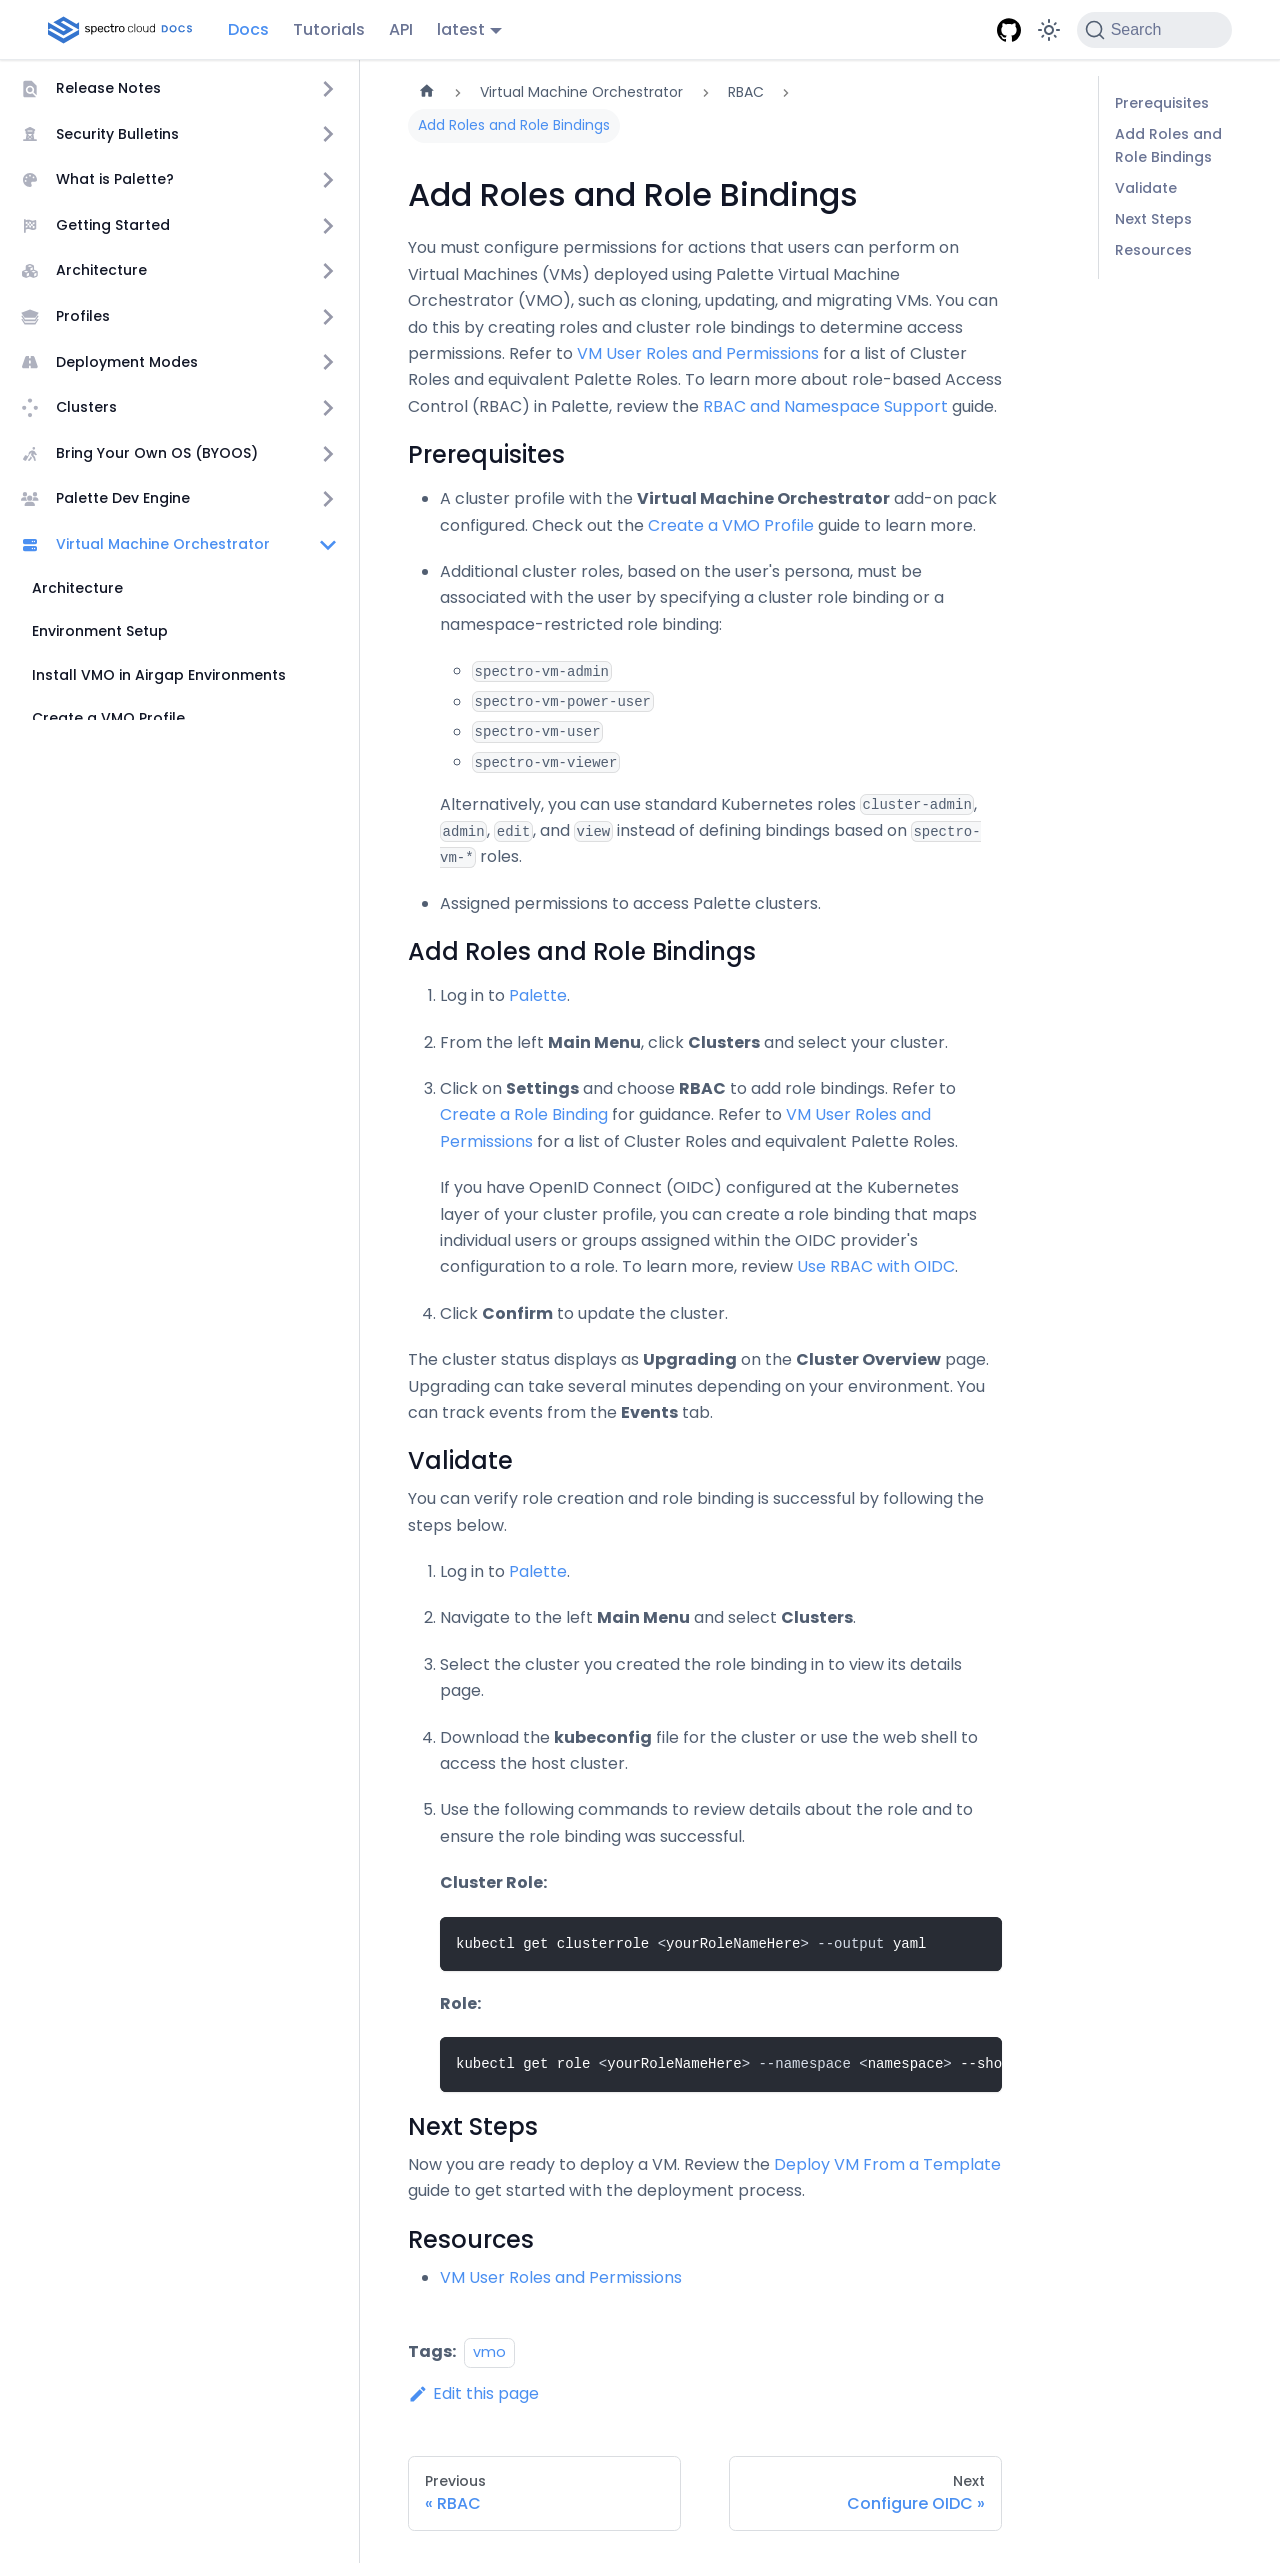 spectro cloud DOCS Docs Tutorials API latest Search
Release Notes
Security Bulletins
What is Palette?
Getting Started
Architecture
Profiles
Deployment Modes
Clusters
Bring Your Own OS (BYOOS)
Palette Dev Engine
Virtual Machine Orchestrator
Architecture
Environment Setup
Install VMO in Airgap Environments
Create a VMO Profile
Virtual Machine Orchestrator RBAC
Add Roles and Role Bindings
Add Roles and Role Bindings
You must configure permissions for actions that users can perform on
Virtual Machines (VMs) deployed using Palette Virtual Machine
Orchestrator (VMO), such as cloning, updating, and migrating VMs. You can
do this by creating roles and cluster role bindings to determine access
permissions. Refer to VM User Roles and Permissions for a list of Cluster
Roles and equivalent Palette Roles. To learn more about role-based Access
Control (RBAC) in Palette, review the RBAC and Namespace Support guide.
Prerequisites
A cluster profile with the Virtual Machine Orchestrator add-on pack
configured. Check out the Create a VMO Profile guide to learn more.
Additional cluster roles, based on the user's persona, must be
associated with the user by specifying a cluster role binding or a
namespace-restricted role binding:
spectro-vm-admin
spectro-vm-power-user
spectro-vm-user
spectro-vm-viewer
Alternatively, you can use standard Kubernetes roles cluster-admin,
admin, edit, and view instead of defining bindings based on spectro-
vm-* roles.
Assigned permissions to access Palette clusters.
Add Roles and Role Bindings
1. Log in to Palette.
2. From the left Main Menu, click Clusters and select your cluster.
3. Click on Settings and choose RBAC to add role bindings. Refer to
Create a Role Binding for guidance. Refer to VM User Roles and
Permissions for a list of Cluster Roles and equivalent Palette Roles.
If you have OpenID Connect (OIDC) configured at the Kubernetes
layer of your cluster profile, you can create a role binding that maps
individual users or groups assigned within the OIDC provider's
configuration to a role. To learn more, review Use RBAC with OIDC.
4. Click Confirm to update the cluster.
The cluster status displays as Upgrading on the Cluster Overview page.
Upgrading can take several minutes depending on your environment. You
can track events from the Events tab.
Validate
You can verify role creation and role binding is successful by following the
steps below.
1. Log in to Palette.
2. Navigate to the left Main Menu and select Clusters.
3. Select the cluster you created the role binding in to view its details
page.
4. Download the kubeconfig file for the cluster or use the web shell to
access the host cluster.
5. Use the following commands to review details about the role and to
ensure the role binding was successful.
Cluster Role:
kubectl get clusterrole <yourRoleNameHere> --output yaml
Role:
kubectl get role <yourRoleNameHere> --namespace <namespace> --sho
Next Steps
Now you are ready to deploy a VM. Review the Deploy VM From a Template
guide to get started with the deployment process.
Resources
VM User Roles and Permissions
Tags: vmo
Edit this page
Previous
« RBAC
Next
Configure OIDC »
Prerequisites
Add Roles and
Role Bindings
Validate
Next Steps
Resources